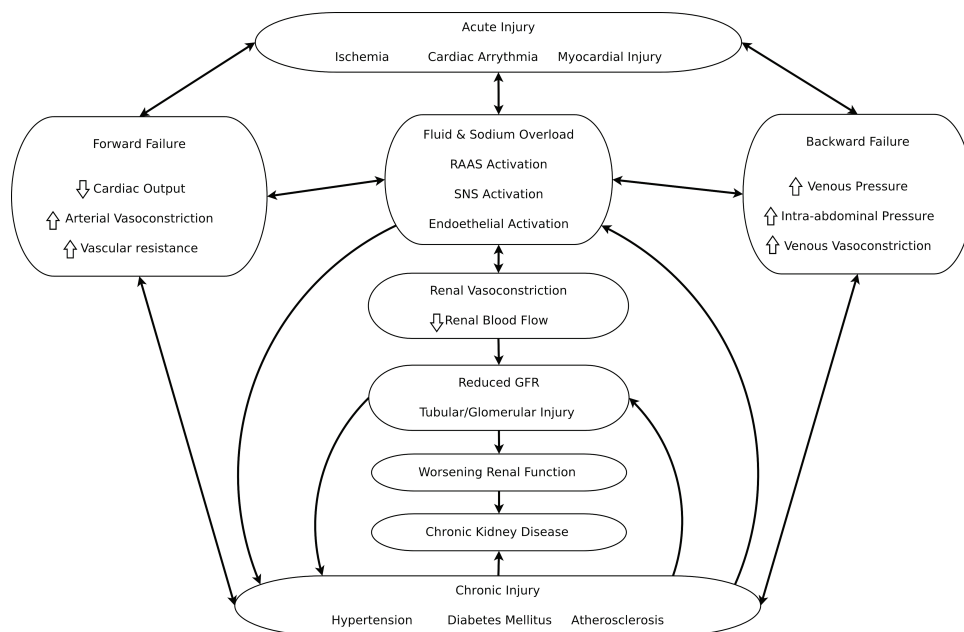 Acute Injury
Ischemia Cardiac Arrythmia Myocardial Injury
Forward Failure
Cardiac Output
Arterial Vasoconstriction
Vascular resistance
Fluid & Sodium Overload
RAAS Activation
SNS Activation
Endoethelial Activation
Backward Failure
Venous Pressure
Intra-abdominal Pressure
Venous Vasoconstriction
Renal Vasoconstriction
Renal Blood Flow
Reduced GFR
Tubular/Glomerular Injury
Worsening Renal Function
Chronic Kidney Disease
Chronic Injury
Hypertension Diabetes Mellitus Atherosclerosis